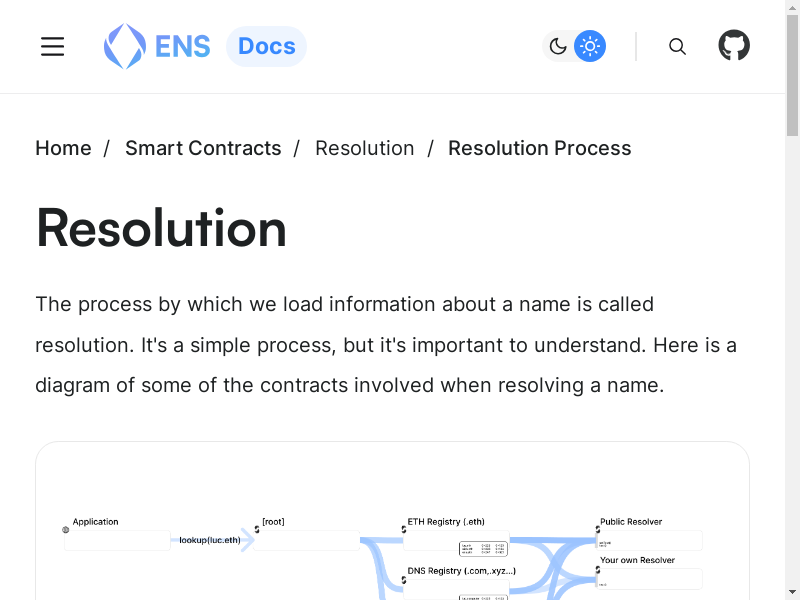 ENS Docs
Home / Smart Contracts / Resolution / Resolution Process
Resolution
The process by which we load information about a name is called
resolution. It's a simple process, but it's important to understand. Here is a
diagram of some of the contracts involved when resolving a name.
Application
lookup(luc.eth)
[root]
ETH Registry (.eth)
Public Resolver
Your own Resolver
DNS Registry (.com,.xyz...)